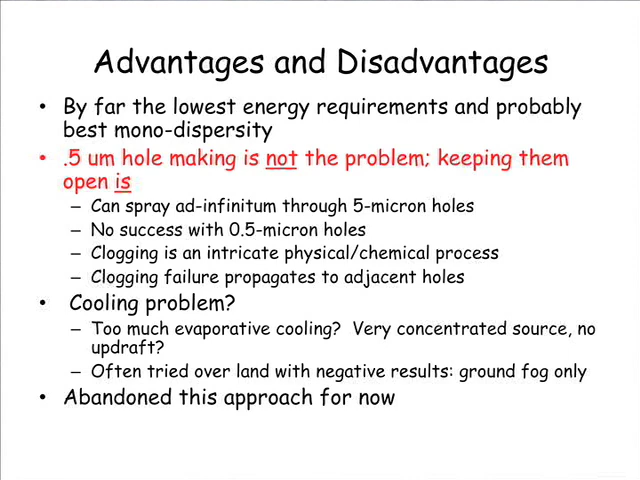 Advantages and Disadvantages
• By far the lowest energy requirements and probably
best mono-dispersity
• .5 um hole making is not the problem; keeping them
open is
– Can spray ad-infinitum through 5-micron holes
– No success with 0.5-micron holes
– Clogging is an intricate physical/chemical process
– Clogging failure propagates to adjacent holes
• Cooling problem?
– Too much evaporative cooling? Very concentrated source, no
updraft?
– Often tried over land with negative results: ground fog only
• Abandoned this approach for now